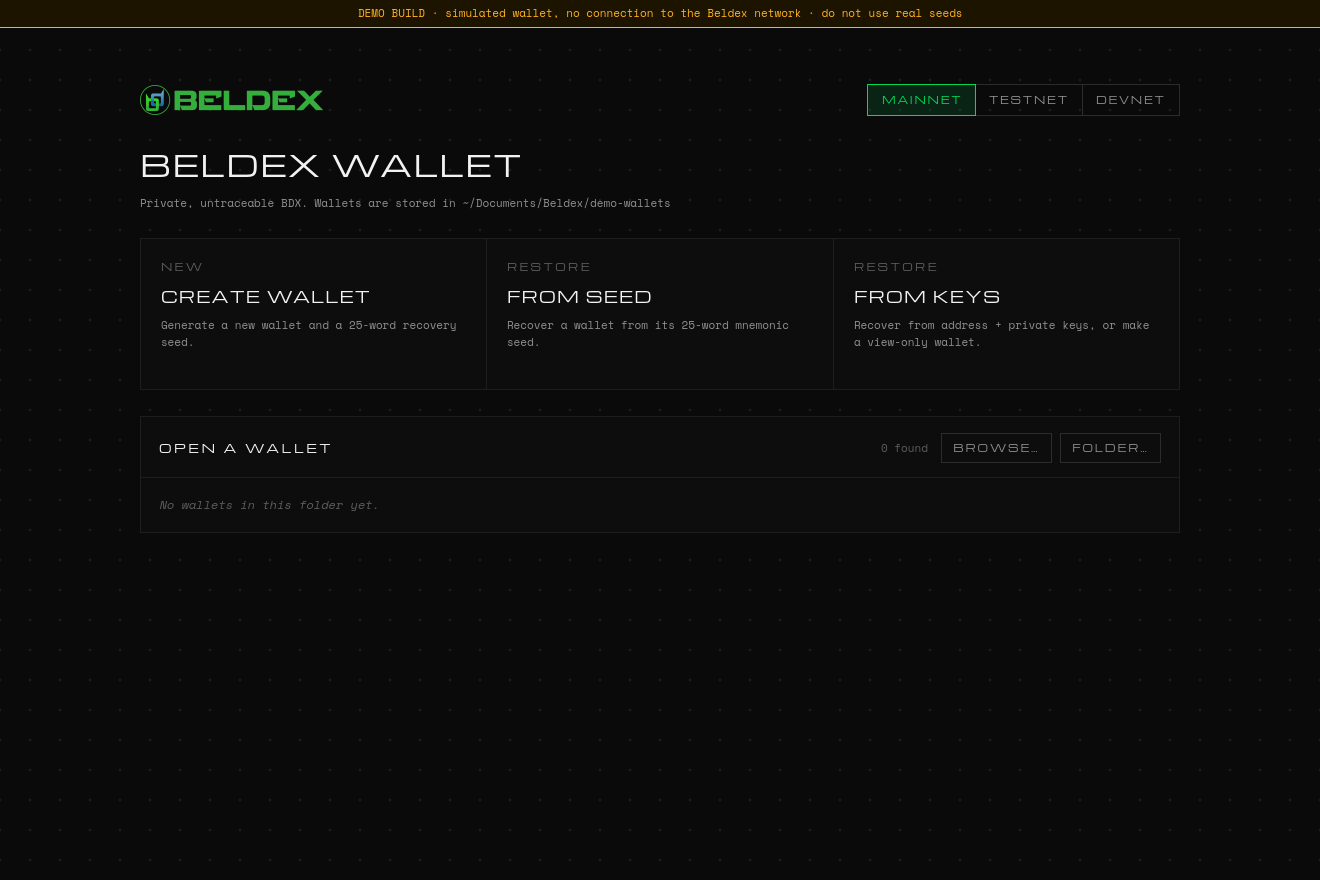 DEMO BUILD · simulated wallet, no connection to the Beldex network · do not use real seeds
BELDEX
MAINNET
TESTNET
DEVNET
BELDEX WALLET
Private, untraceable BDX. Wallets are stored in ~/Documents/Beldex/demo-wallets
NEW
CREATE WALLET
Generate a new wallet and a 25-word recovery
seed.
RESTORE
FROM SEED
Recover a wallet from its 25-word mnemonic
seed.
RESTORE
FROM KEYS
Recover from address + private keys, or make
a view-only wallet.
OPEN A WALLET
0 found
BROWSE…
FOLDER…
No wallets in this folder yet.